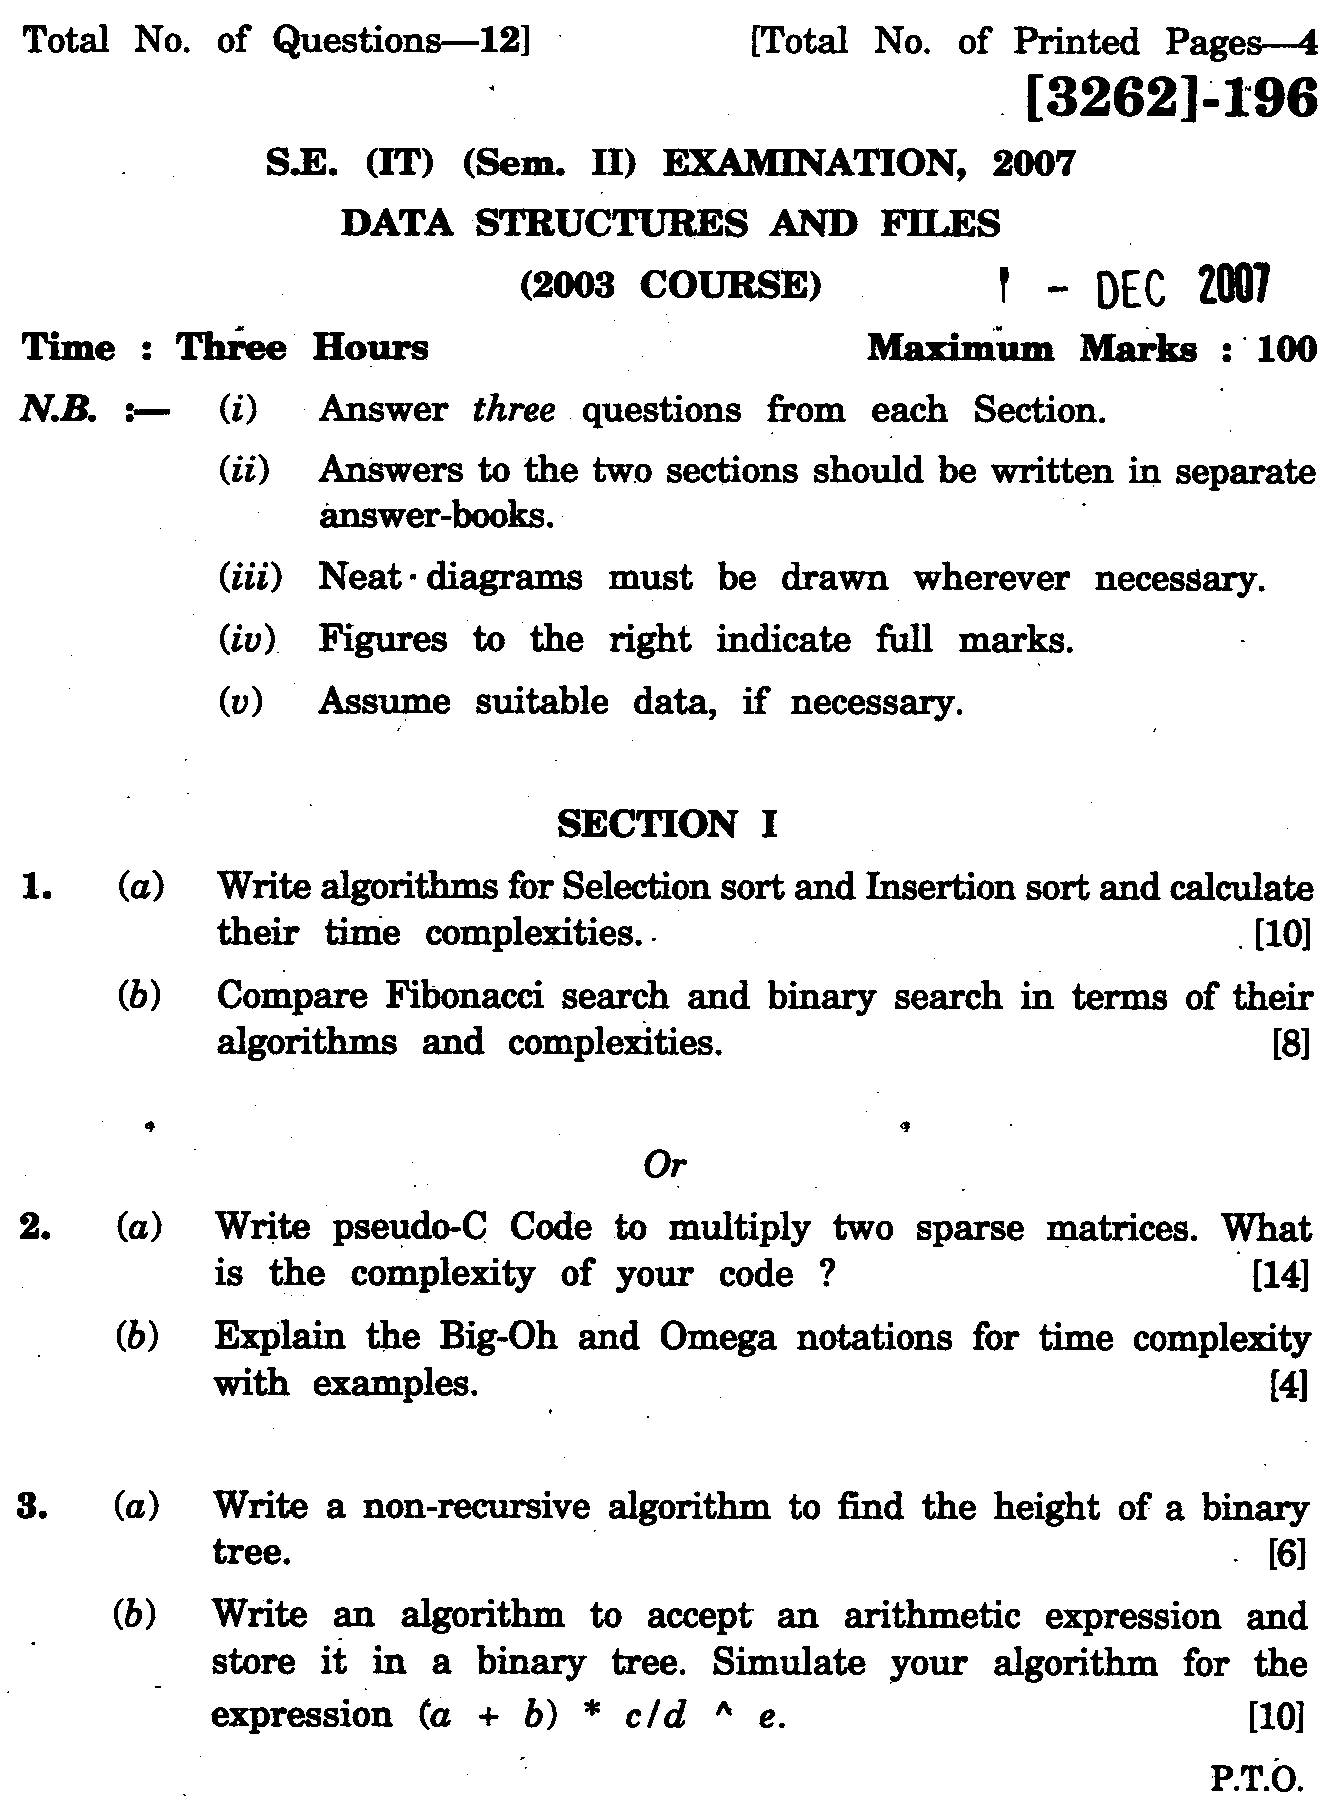 Total No. of Questions—12] [Total No. of Printed Pages—4
[3262]-196
S.E. (IT) (Sem. II) EXAMINATION, 2007
DATA STRUCTURES AND FILES
(2003 COURSE) 1 - DEC 2007
Time : Three Hours Maximum Marks : 100
N.B. :— (i) Answer three questions from each Section.
(ii) Answers to the two sections should be written in separate
answer-books.
(iii) Neat diagrams must be drawn wherever necessary.
(iv) Figures to the right indicate full marks.
(v) Assume suitable data, if necessary.
SECTION I
1. (a) Write algorithms for Selection sort and Insertion sort and calculate
their time complexities. [10]
(b) Compare Fibonacci search and binary search in terms of their
algorithms and complexities. [8]
Or
2. (a) Write pseudo-C Code to multiply two sparse matrices. What
is the complexity of your code ? [14]
(b) Explain the Big-Oh and Omega notations for time complexity
with examples. [4]
3. (a) Write a non-recursive algorithm to find the height of a binary
tree. [6]
(b) Write an algorithm to accept an arithmetic expression and
store it in a binary tree. Simulate your algorithm for the
expression (a + b) * c/d ^ e. [10]
P.T.O.